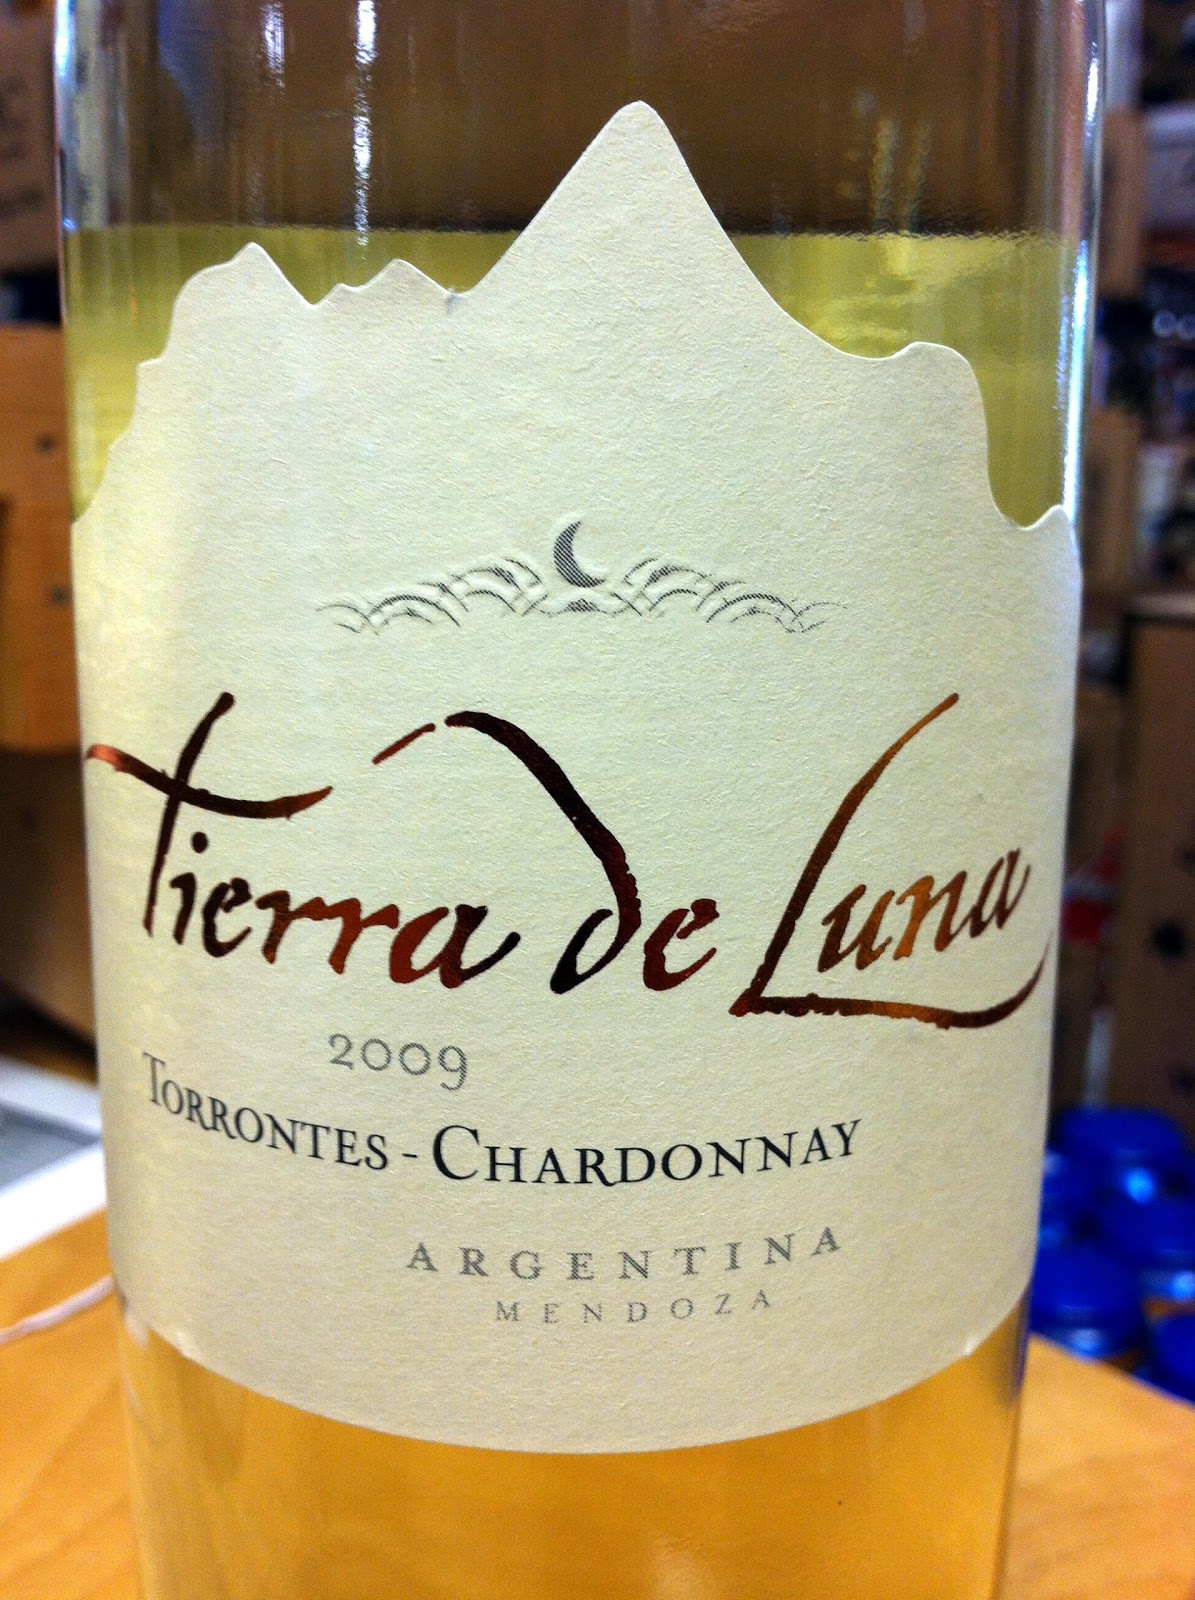 Tierra de Luna
2009
TORRONTES - CHARDONNAY
ARGENTINA
MENDOZA